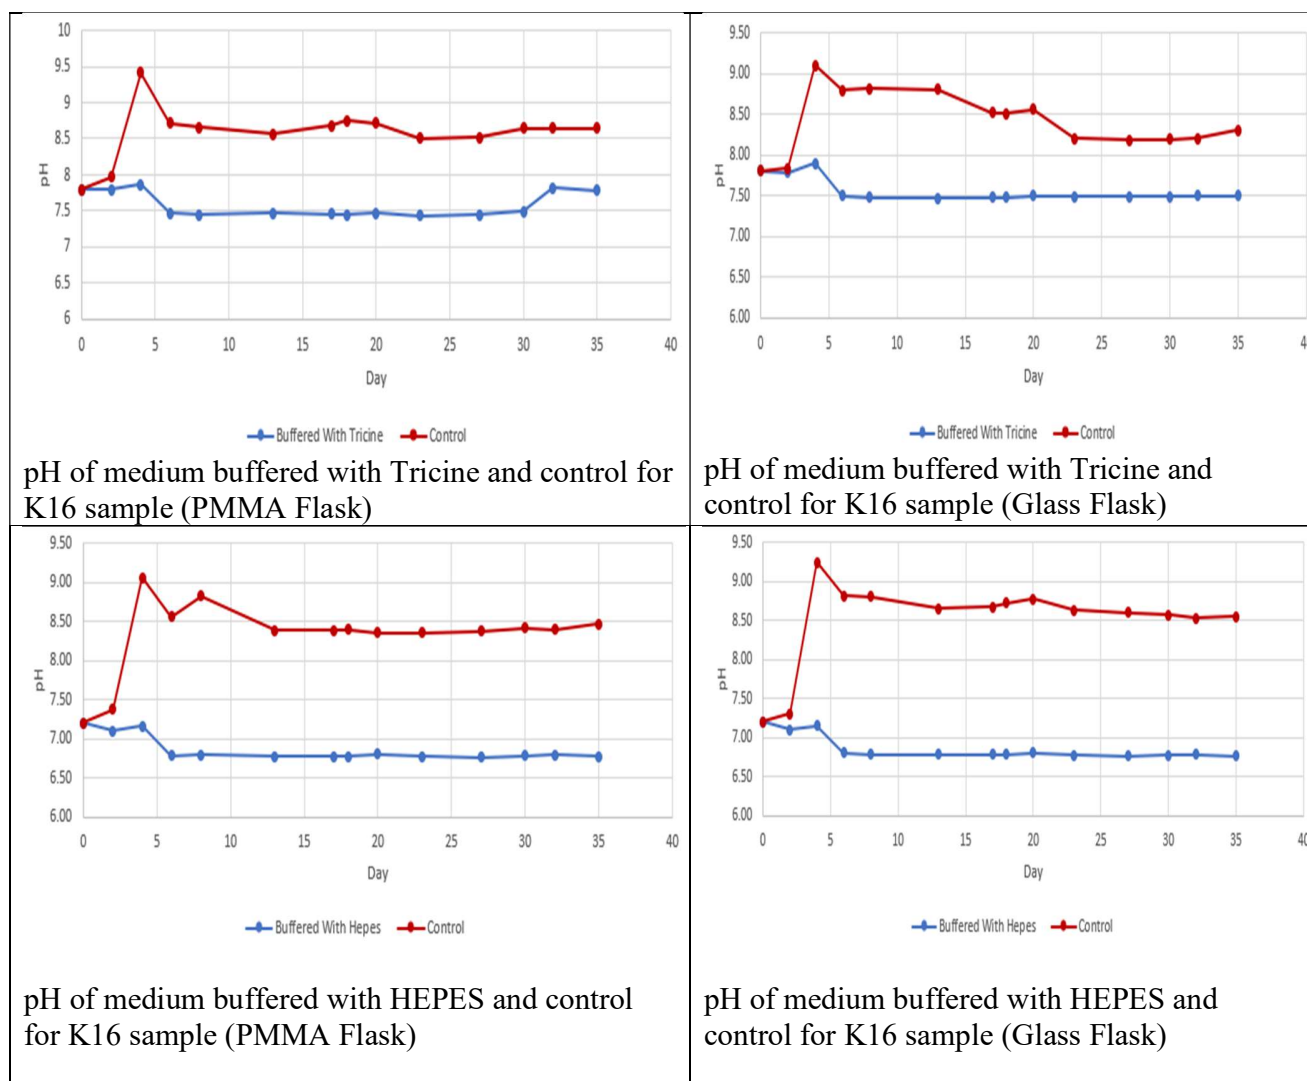 10
9.5
9
8.5
8
7.5
7
6.5
6
pH
0 5 10 15 20 25 30 35 40
Day
Buffered With Tricine Control
pH of medium buffered with Tricine and control for
K16 sample (PMMA Flask)
9.50
9.00
8.50
8.00
7.50
7.00
6.50
6.00
pH
0 5 10 15 20 25 30 35 40
Day
Buffered With Tricine Control
pH of medium buffered with Tricine and
control for K16 sample (Glass Flask)
9.50
9.00
8.50
8.00
7.50
7.00
6.50
6.00
pH
0 5 10 15 20 25 30 35 40
Day
Buffered With Hepes Control
pH of medium buffered with HEPES and control
for K16 sample (PMMA Flask)
9.50
9.00
8.50
8.00
7.50
7.00
6.50
6.00
pH
0 5 10 15 20 25 30 35 40
Day
Buffered With Hepes Control
pH of medium buffered with HEPES and
control for K16 sample (Glass Flask)